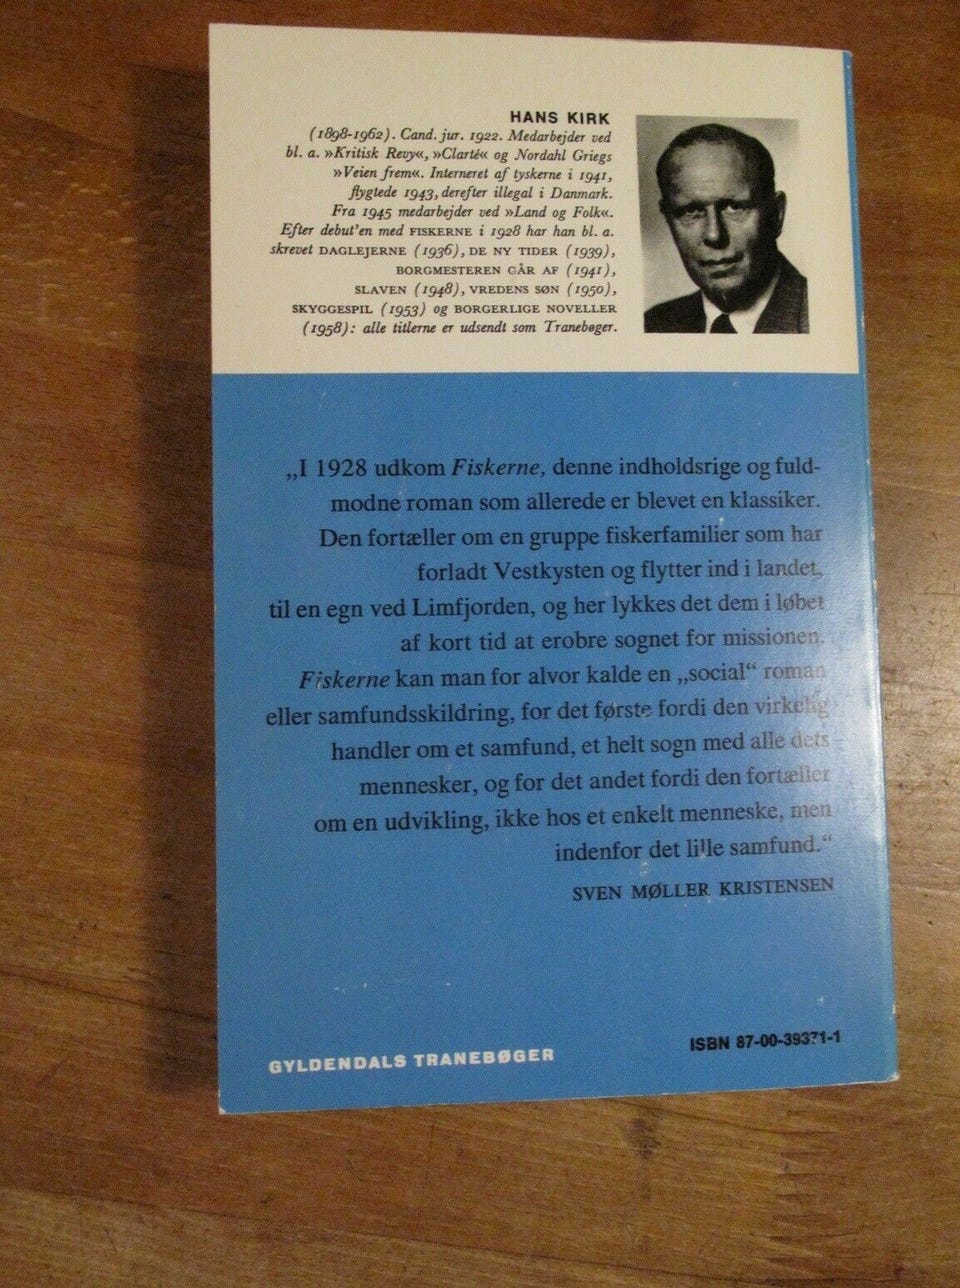 HANS KIRK
(1898-1962). Cand. jur. 1922. Medarbejder ved
bl. a. »Kritisk Revy«, »Clarté« og Nordahl Griegs
»Veien frem«. Interneret af tyskerne i 1941,
flygtede 1943, derefter illegal i Danmark.
Fra 1945 medarbejder ved »Land og Folk«.
Efter debut'en med FISKERNE i 1928 har han bl. a.
skrevet DAGLEJERNE (1936), DE NY TIDER (1939),
BORGMESTEREN GÅR AF (1941),
SLAVEN (1948), VREDENS SØN (1950),
SKYGGESPIL (1953) og BORGERLIGE NOVELLER
(1958): alle titlerne er udsendt som Tranebøger.
„I 1928 udkom Fiskerne, denne indholdsrige og fuld-
modne roman som allerede er blevet en klassiker.
Den fortæller om en gruppe fiskerfamilier som har
forladt Vestkysten og flytter ind i landet,
til en egn ved Limfjorden, og her lykkes det dem i løbet
af kort tid at erobre sognet for missionen.
Fiskerne kan man for alvor kalde en „social“ roman
eller samfundsskildring, for det første fordi den virkelig
handler om et samfund, et helt sogn med alle dets
mennesker, og for det andet fordi den fortæller
om en udvikling, ikke hos et enkelt menneske, men
indenfor det lille samfund.“
SVEN MØLLER KRISTENSEN
GYLDENDALS TRANEBØGER
ISBN 87-00-39371-1